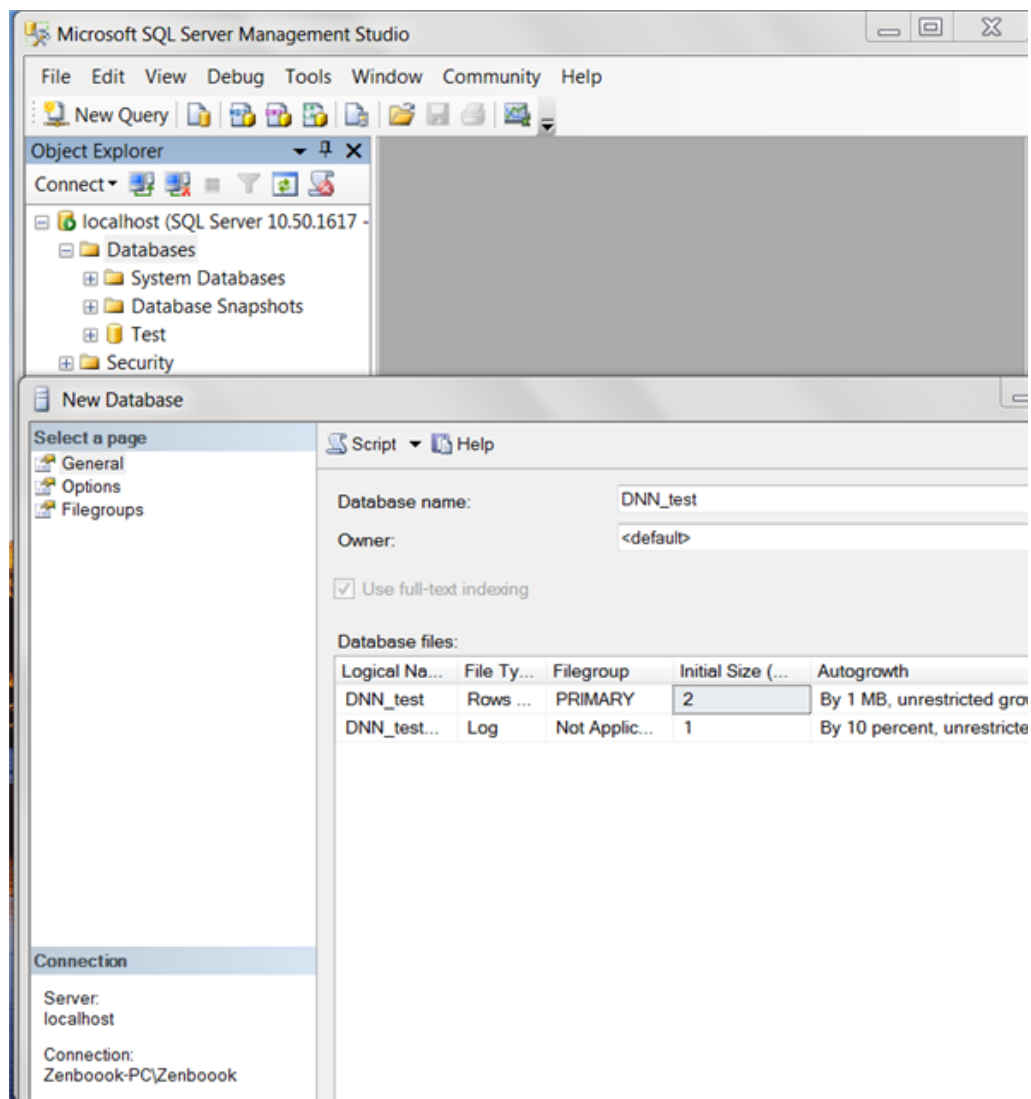 Microsoft SQL Server Management Studio
File Edit View Debug Tools Window Community Help
New Query
Object Explorer
Connect
localhost (SQL Server 10.50.1617 -
Databases
System Databases
Database Snapshots
Test
Security
New Database
Select a page
General
Options
Filegroups
Script Help
Database name: DNN_test
Owner: <default>
Use full-text indexing
Database files:
Logical Na... File Ty... Filegroup Initial Size (... Autogrowth
DNN_test Rows ... PRIMARY 2 By 1 MB, unrestricted grov
DNN_test... Log Not Applic... 1 By 10 percent, unrestricte
Connection
Server:
localhost
Connection:
Zenboook-PC\Zenboook